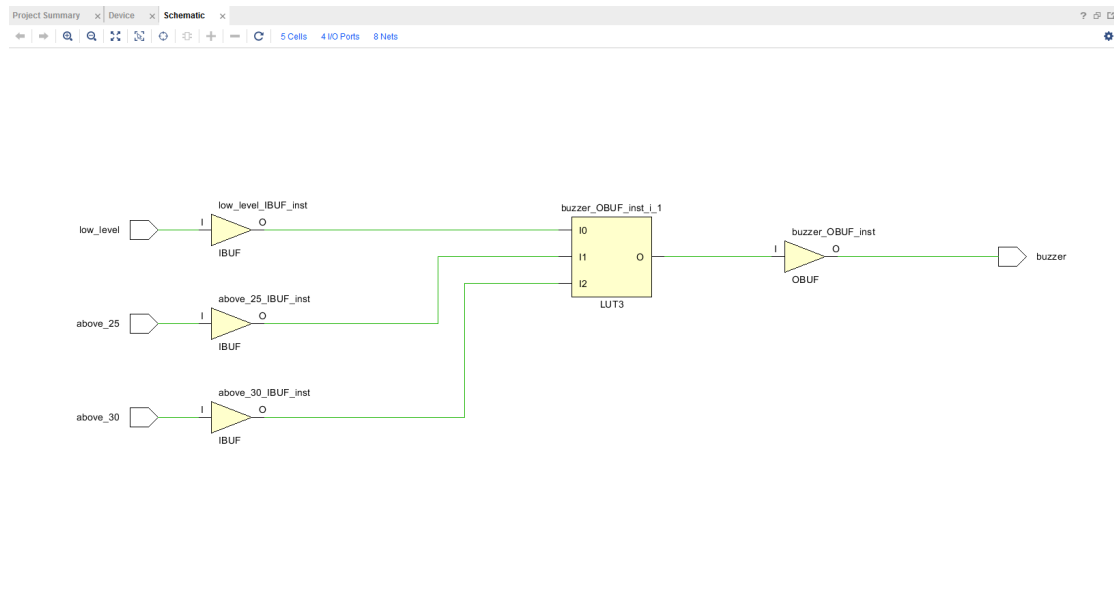 Project Summary × Device × Schematic ×
5 Cells 4 I/O Ports 8 Nets
low_level_IBUF_inst
buzzer_OBUF_inst_i_1
low_level I O
I0
IBUF
buzzer_OBUF_inst
I1 O I O buzzer
I2
OBUF
above_25_IBUF_inst
LUT3
above_25 I O
IBUF
above_30_IBUF_inst
above_30 I O
IBUF